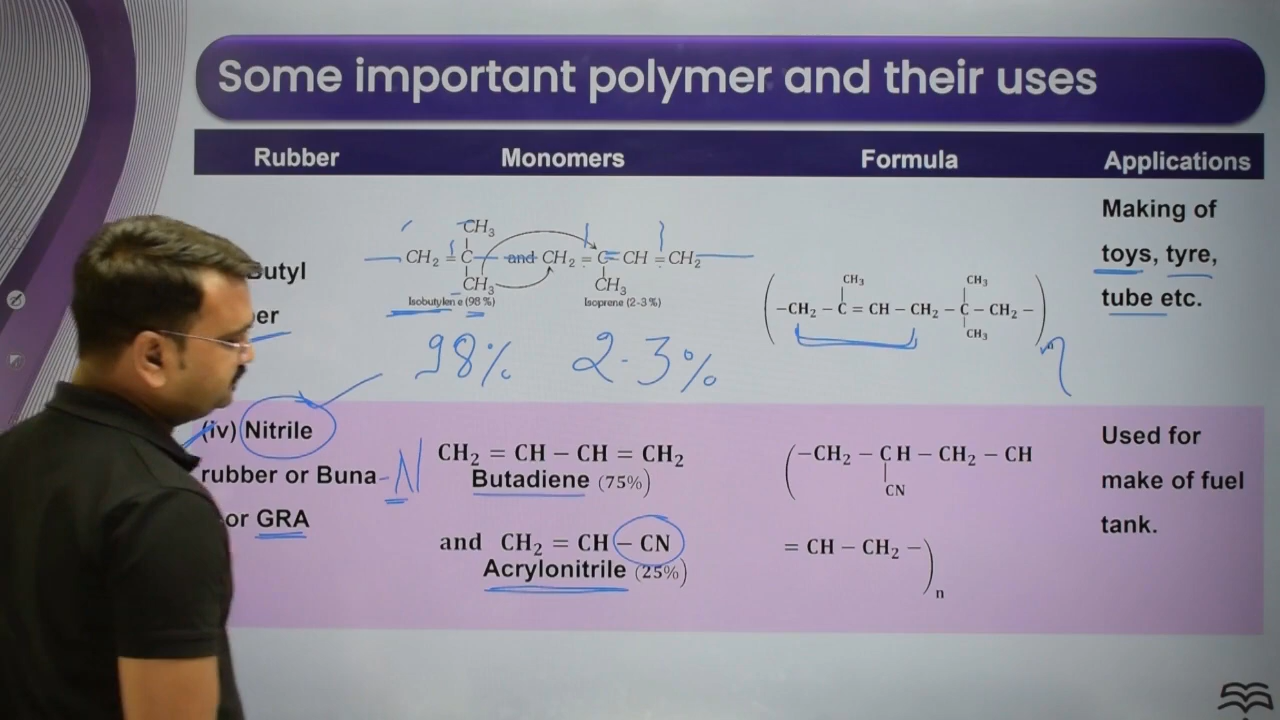 Some important polymer and their uses
Rubber Monomers Formula Applications
Butyl
er
CH₃
CH₂ = C — and CH₂ = C = CH = CH₂
CH₃ CH₃
Isobutylen e (98 %) Isoprene (2-3 %)
98% 2-3%
CH₃ CH₃
(−CH₂ − C = CH − CH₂ − C − CH₂ −)
CH₃
n
Making of
toys, tyre,
tube etc.
(iv) Nitrile
rubber or Buna-N
or GRA
CH₂ = CH − CH = CH₂
Butadiene (75%)
and CH₂ = CH − CN
Acrylonitrile (25%)
(−CH₂ − CH − CH₂ − CH
CN
= CH − CH₂ −)
n
Used for
make of fuel
tank.